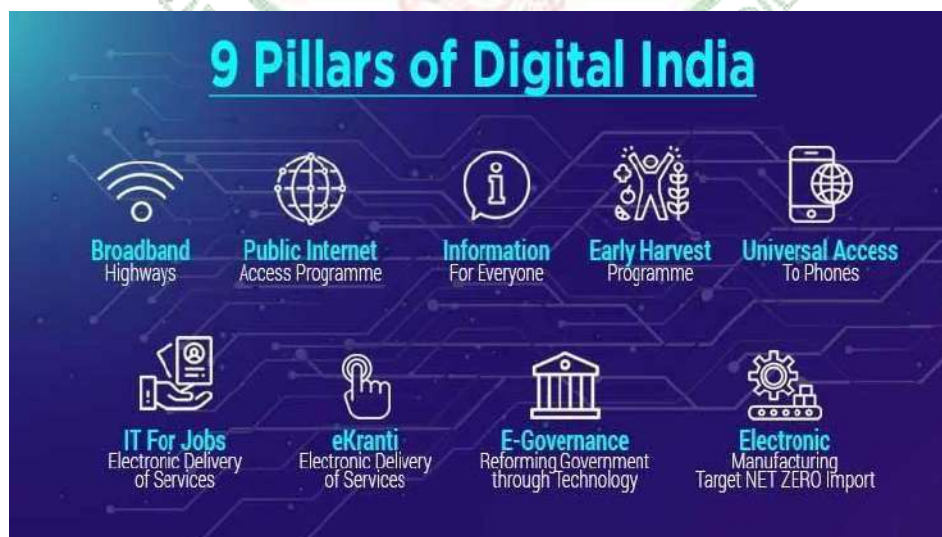 9 Pillars of Digital India
Broadband
Highways
Public Internet
Access Programme
Information
For Everyone
Early Harvest
Programme
Universal Access
To Phones
IT For Jobs
Electronic Delivery
of Services
eKranti
Electronic Delivery
of Services
E-Governance
Reforming Government
through Technology
Electronic
Manufacturing
Target NET ZERO Import